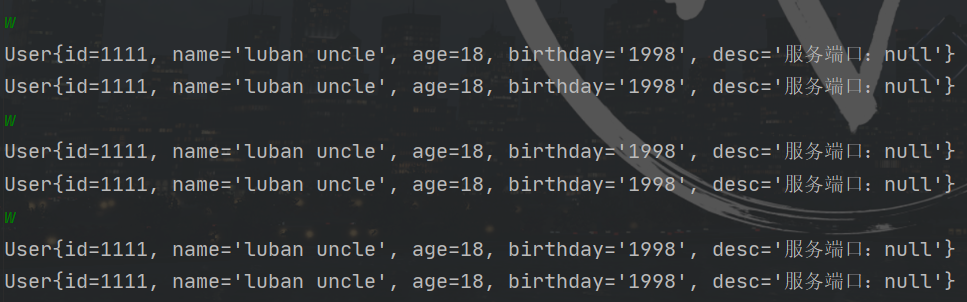 w
User{id=1111, name='luban uncle', age=18, birthday='1998', desc='服务端口：null'}
User{id=1111, name='luban uncle', age=18, birthday='1998', desc='服务端口：null'}
w
User{id=1111, name='luban uncle', age=18, birthday='1998', desc='服务端口：null'}
User{id=1111, name='luban uncle', age=18, birthday='1998', desc='服务端口：null'}
w
User{id=1111, name='luban uncle', age=18, birthday='1998', desc='服务端口：null'}
User{id=1111, name='luban uncle', age=18, birthday='1998', desc='服务端口：null'}